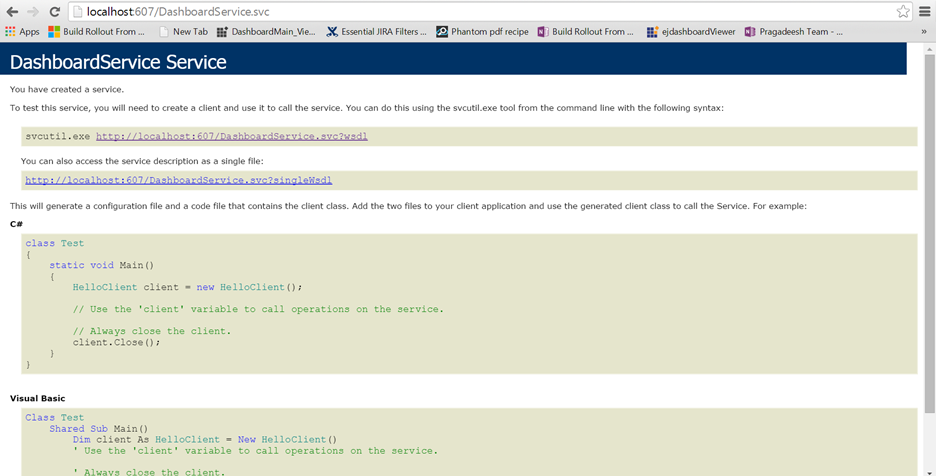 localhost:607/DashboardService.svc
Apps Build Rollout From ... New Tab DashboardMain_Vie... Essential JIRA Filters ... Phantom pdf recipe Build Rollout From ... ejdashboardViewer Pragadeesh Team - ... »
DashboardService Service
You have created a service.
To test this service, you will need to create a client and use it to call the service. You can do this using the svcutil.exe tool from the command line with the following syntax:
svcutil.exe http://localhost:607/DashboardService.svc?wsdl
You can also access the service description as a single file:
http://localhost:607/DashboardService.svc?singleWsdl
This will generate a configuration file and a code file that contains the client class. Add the two files to your client application and use the generated client class to call the Service. For example:
C#
class Test
{
    static void Main()
    {
        HelloClient client = new HelloClient();
        // Use the 'client' variable to call operations on the service.
        // Always close the client.
        client.Close();
    }
}
Visual Basic
Class Test
    Shared Sub Main()
        Dim client As HelloClient = New HelloClient()
        ' Use the 'client' variable to call operations on the service.
        ' Always close the client.